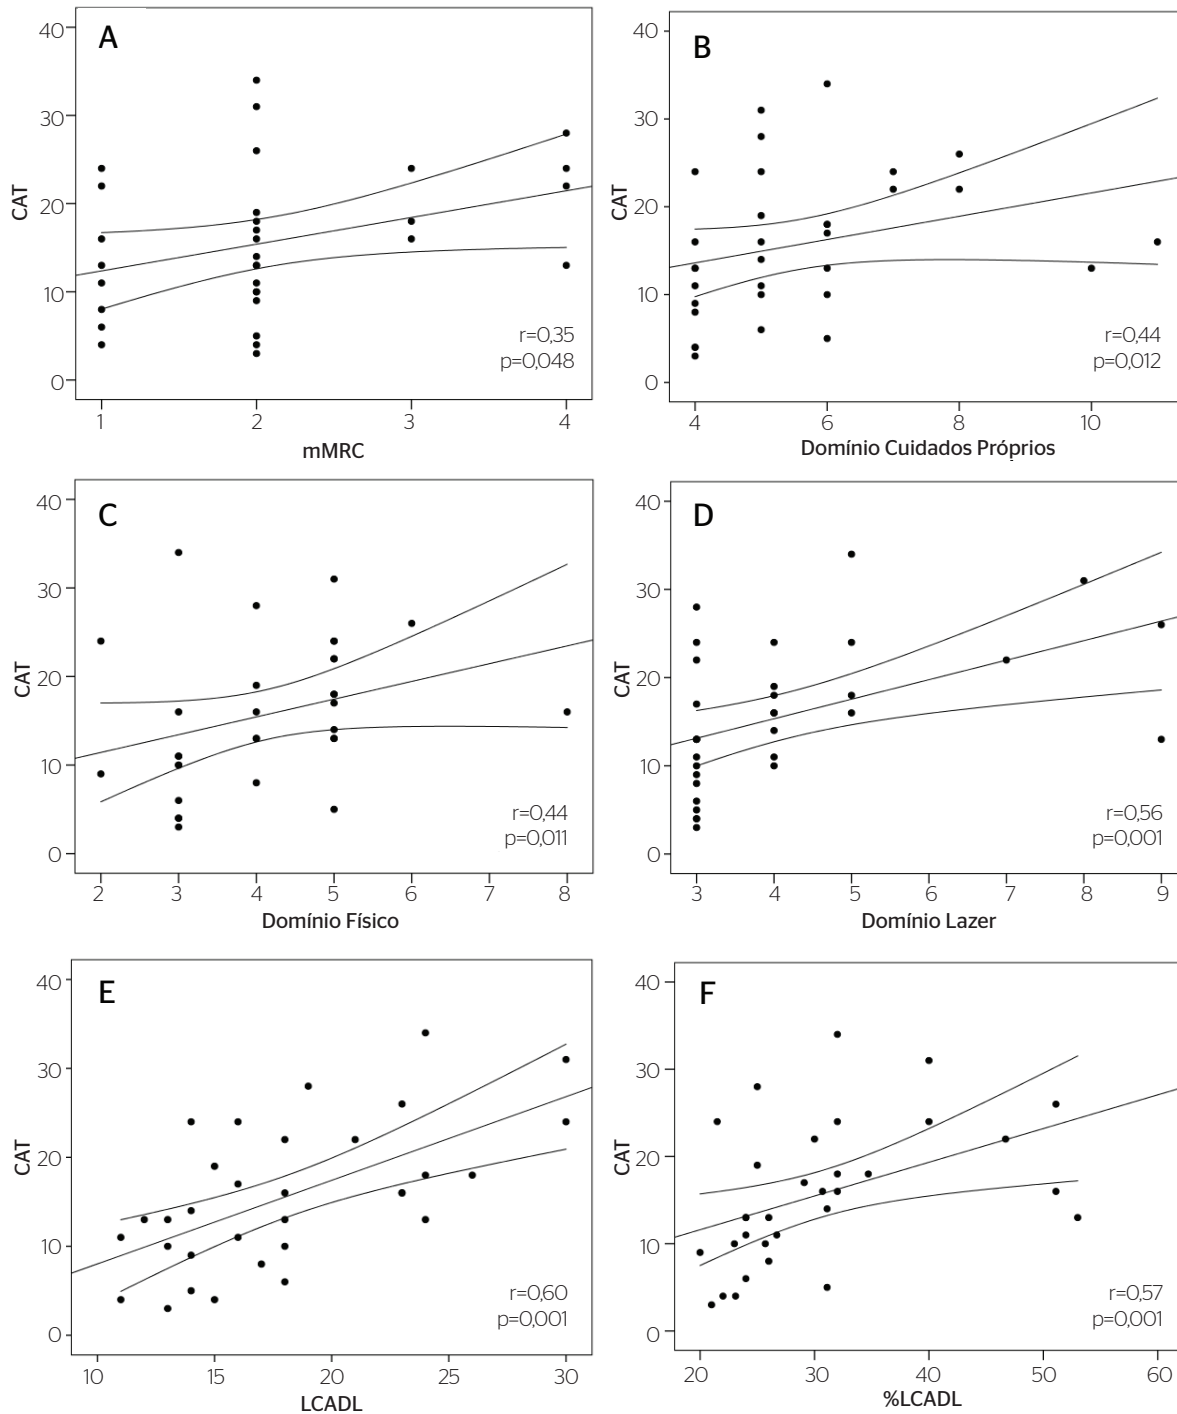 A
40
30
20
10
0
CAT
r=0,35
p=0,048
1 2 3 4
mMRC
B
40
30
20
10
0
CAT
r=0,44
p=0,012
4 6 8 10
Domínio Cuidados Próprios
C
40
30
20
10
0
CAT
r=0,44
p=0,011
2 3 4 5 6 7 8
Domínio Físico
D
40
30
20
10
0
CAT
r=0,56
p=0,001
3 4 5 6 7 8 9
Domínio Lazer
E
40
30
20
10
0
CAT
r=0,60
p=0,001
10 15 20 25 30
LCADL
F
40
30
20
10
0
CAT
r=0,57
p=0,001
20 30 40 50 60
%LCADL